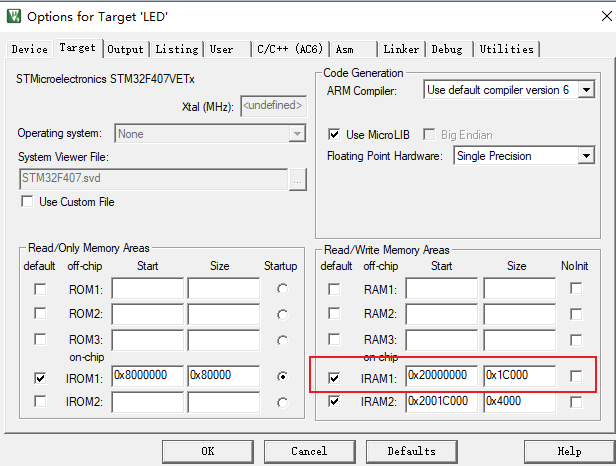 Options for Target 'LED'
Device Target Output Listing User C/C++ (AC6) Asm Linker Debug Utilities
STMicroelectronics STM32F407VETx
Xtal (MHz): <undefined>
Operating system: None
System Viewer File:
STM32F407.svd ...
Use Custom File
Code Generation
ARM Compiler: Use default compiler version 6
Use MicroLIB Big Endian
Floating Point Hardware: Single Precision
Read/Only Memory Areas
default off-chip Start Size Startup
ROM1:
ROM2:
ROM3:
on-chip
IROM1: 0x8000000 0x80000
IROM2:
Read/Write Memory Areas
default off-chip Start Size NoInit
RAM1:
RAM2:
RAM3:
on-chip
IRAM1: 0x20000000 0x1C000
IRAM2: 0x2001C000 0x4000
OK Cancel Defaults Help